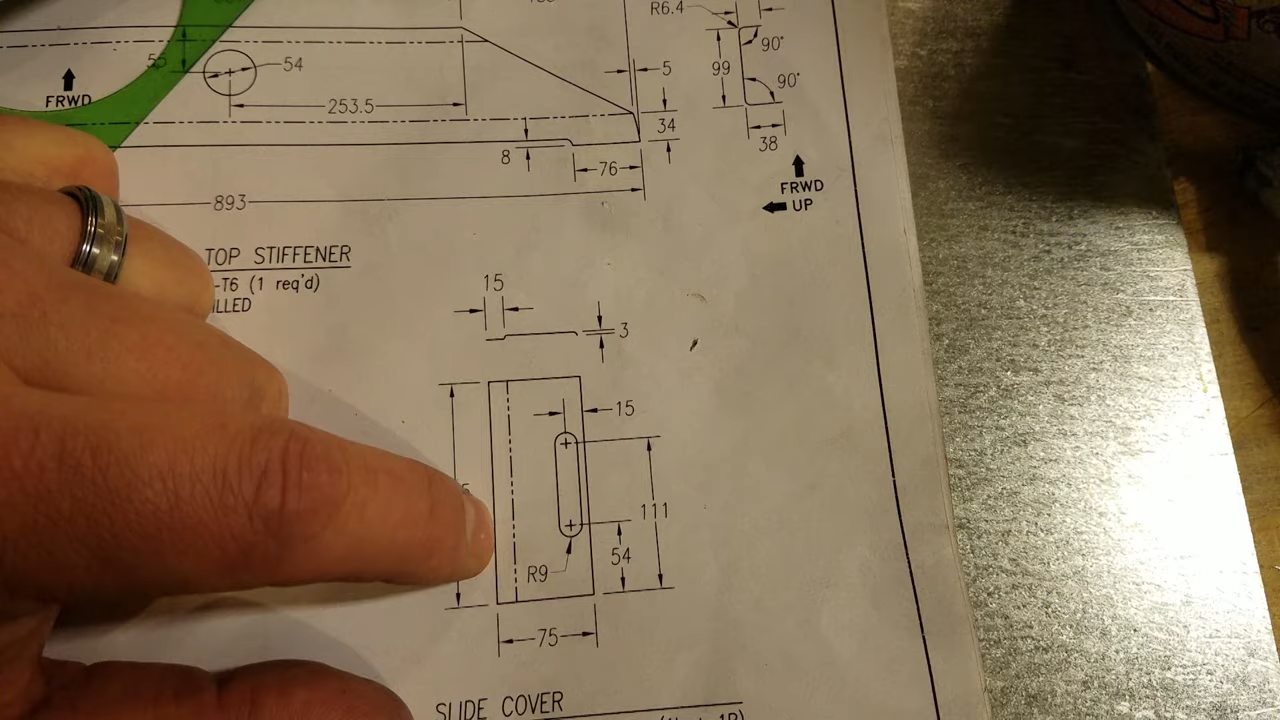 R6.4
90°
55
54
5
99
90°
FRWD
253.5
34
8
76
38
893
FRWD
UP
TOP STIFFENER
-T6 (1 req'd)
ILLED
15
3
15
111
54
R9
75
SLIDE COVER